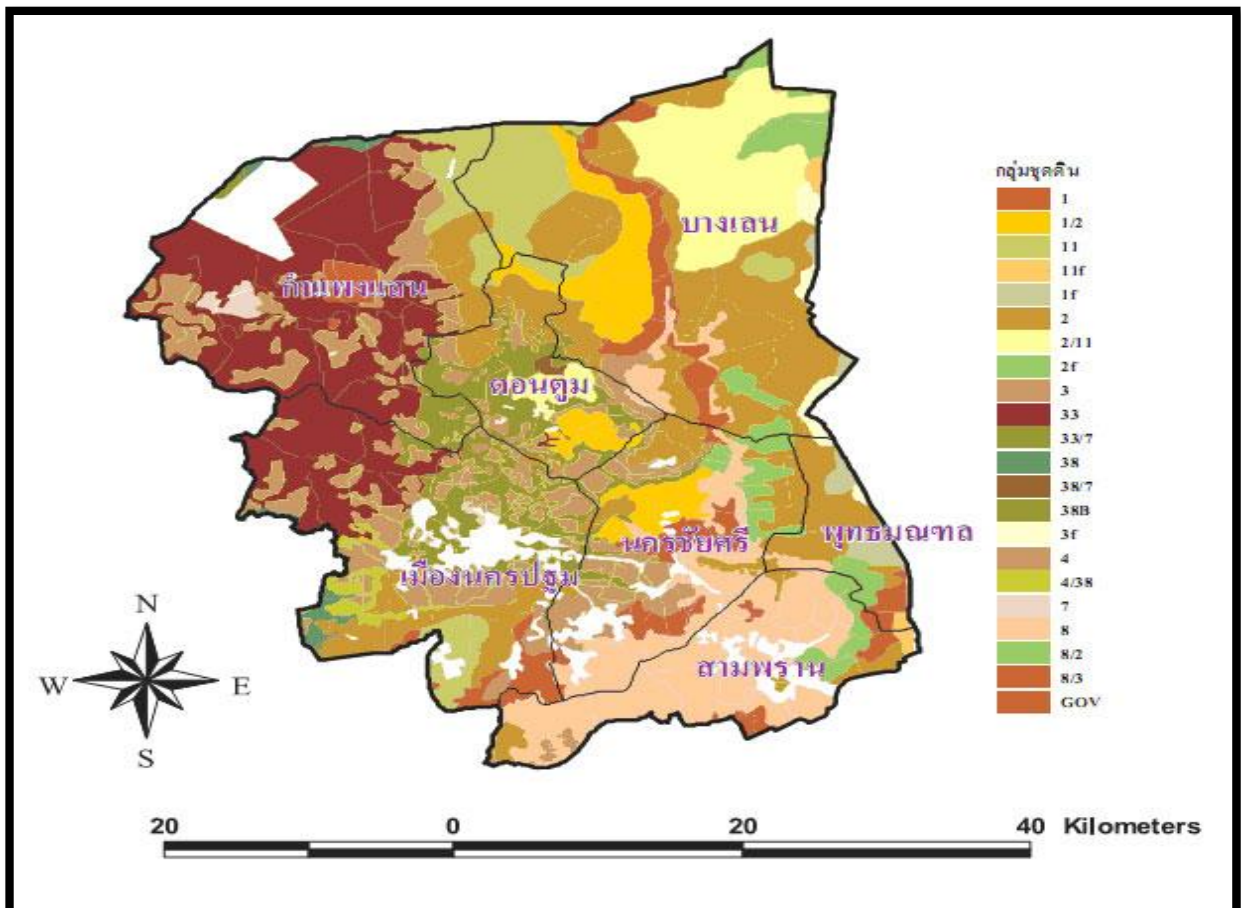 กลุ่มชุดดิน
1
1/2
11
11f
1f
2
2/11
2f
3
33
33/7
38
38/7
38B
3f
4
4/38
7
8
8/2
8/3
GOV
บางเลน
กำแพงแสน
ดอนตูม
นครชัยศรี
พุทธมณฑล
เมืองนครปฐม
สามพราน
N
W E
S
20 0 20 40 Kilometers